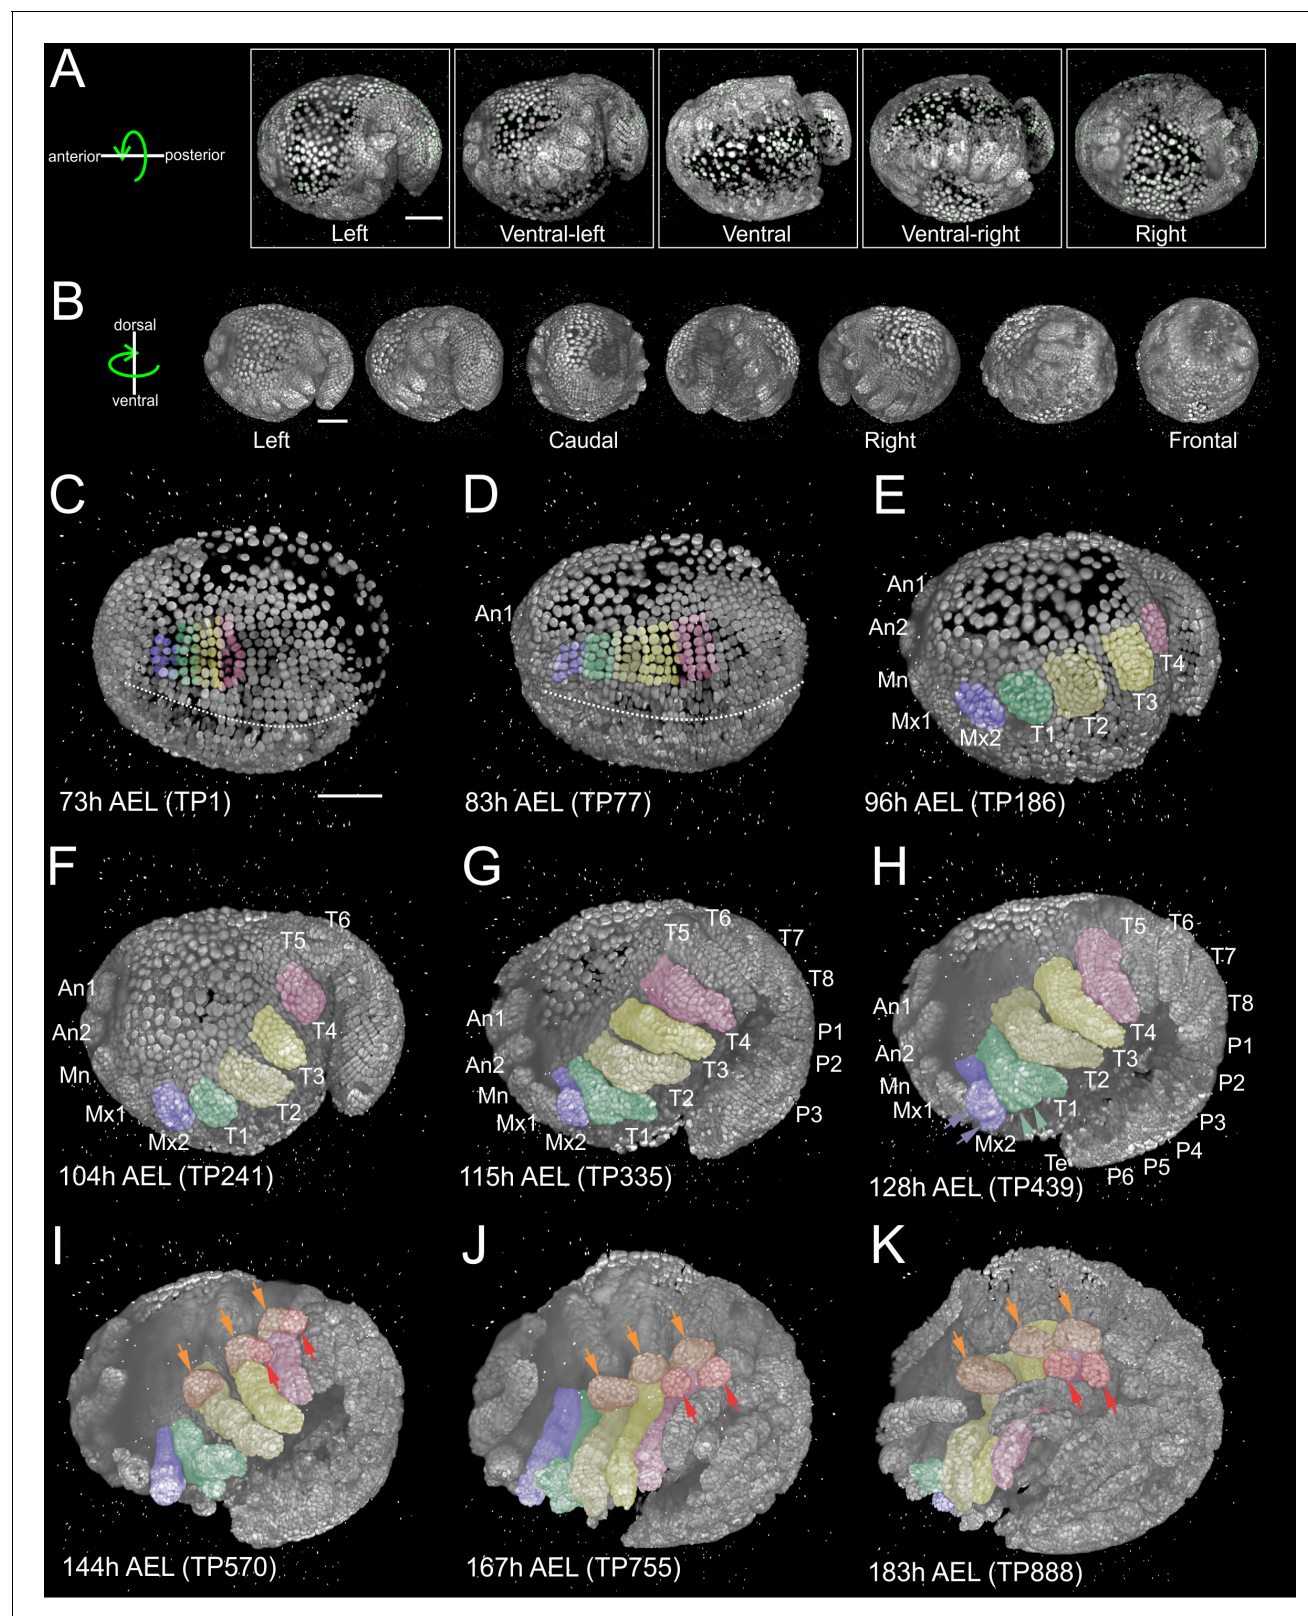 A
anterior
posterior
Left
Ventral-left
Ventral
Ventral-right
Right
B
dorsal
ventral
Left
Caudal
Right
Frontal
C
73h AEL (TP1)
D
An1
83h AEL (TP77)
E
An1
An2
Mn
Mx1
Mx2
T1
T2
T3
T4
96h AEL (TP186)
F
An1
An2
Mn
Mx1
Mx2
T1
T2
T3
T4
T5
T6
104h AEL (TP241)
G
An1
An2
Mn
Mx1
Mx2
T1
T2
T3
T4
T5
T6
T7
T8
P1
P2
P3
115h AEL (TP335)
H
An1
An2
Mn
Mx1
Mx2
T1
T2
T3
T4
T5
T6
T7
T8
P1
P2
P3
P4
P5
P6
Te
128h AEL (TP439)
I
144h AEL (TP570)
J
167h AEL (TP755)
K
183h AEL (TP888)